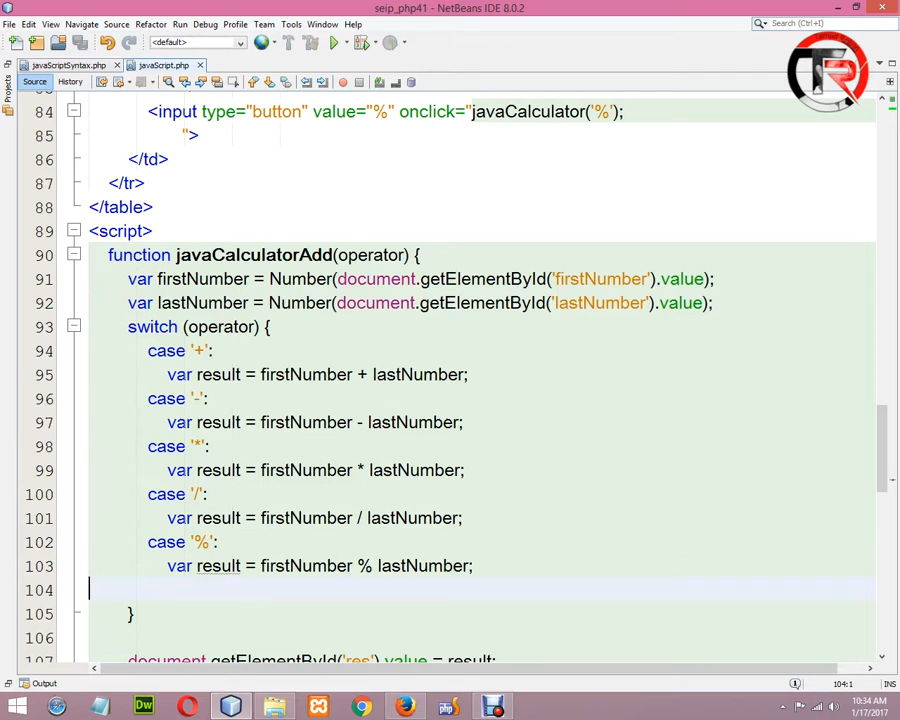 seip_php41 - NetBeans IDE 8.0.2
File Edit View Navigate Source Refactor Run Debug Profile Team Tools Window Help
Search (Ctrl+I)
<default>
javaScriptSyntax.php
javaScript.php
Source History
Projects
TR
84 <input type="button" value="%" onclick="javaCalculator('%');
85 ">
86 </td>
87 </tr>
88 </table>
89 <script>
90 function javaCalculatorAdd(operator) {
91 var firstNumber = Number(document.getElementById('firstNumber').value);
92 var lastNumber = Number(document.getElementById('lastNumber').value);
93 switch (operator) {
94 case '+':
95 var result = firstNumber + lastNumber;
96 case '-':
97 var result = firstNumber - lastNumber;
98 case '*':
99 var result = firstNumber * lastNumber;
100 case '/':
101 var result = firstNumber / lastNumber;
102 case '%':
103 var result = firstNumber % lastNumber;
104
105 }
106
107 document.getElementById('res').value = result;
Output
104:1 INS
Dw
php
10:34 AM
1/17/2017